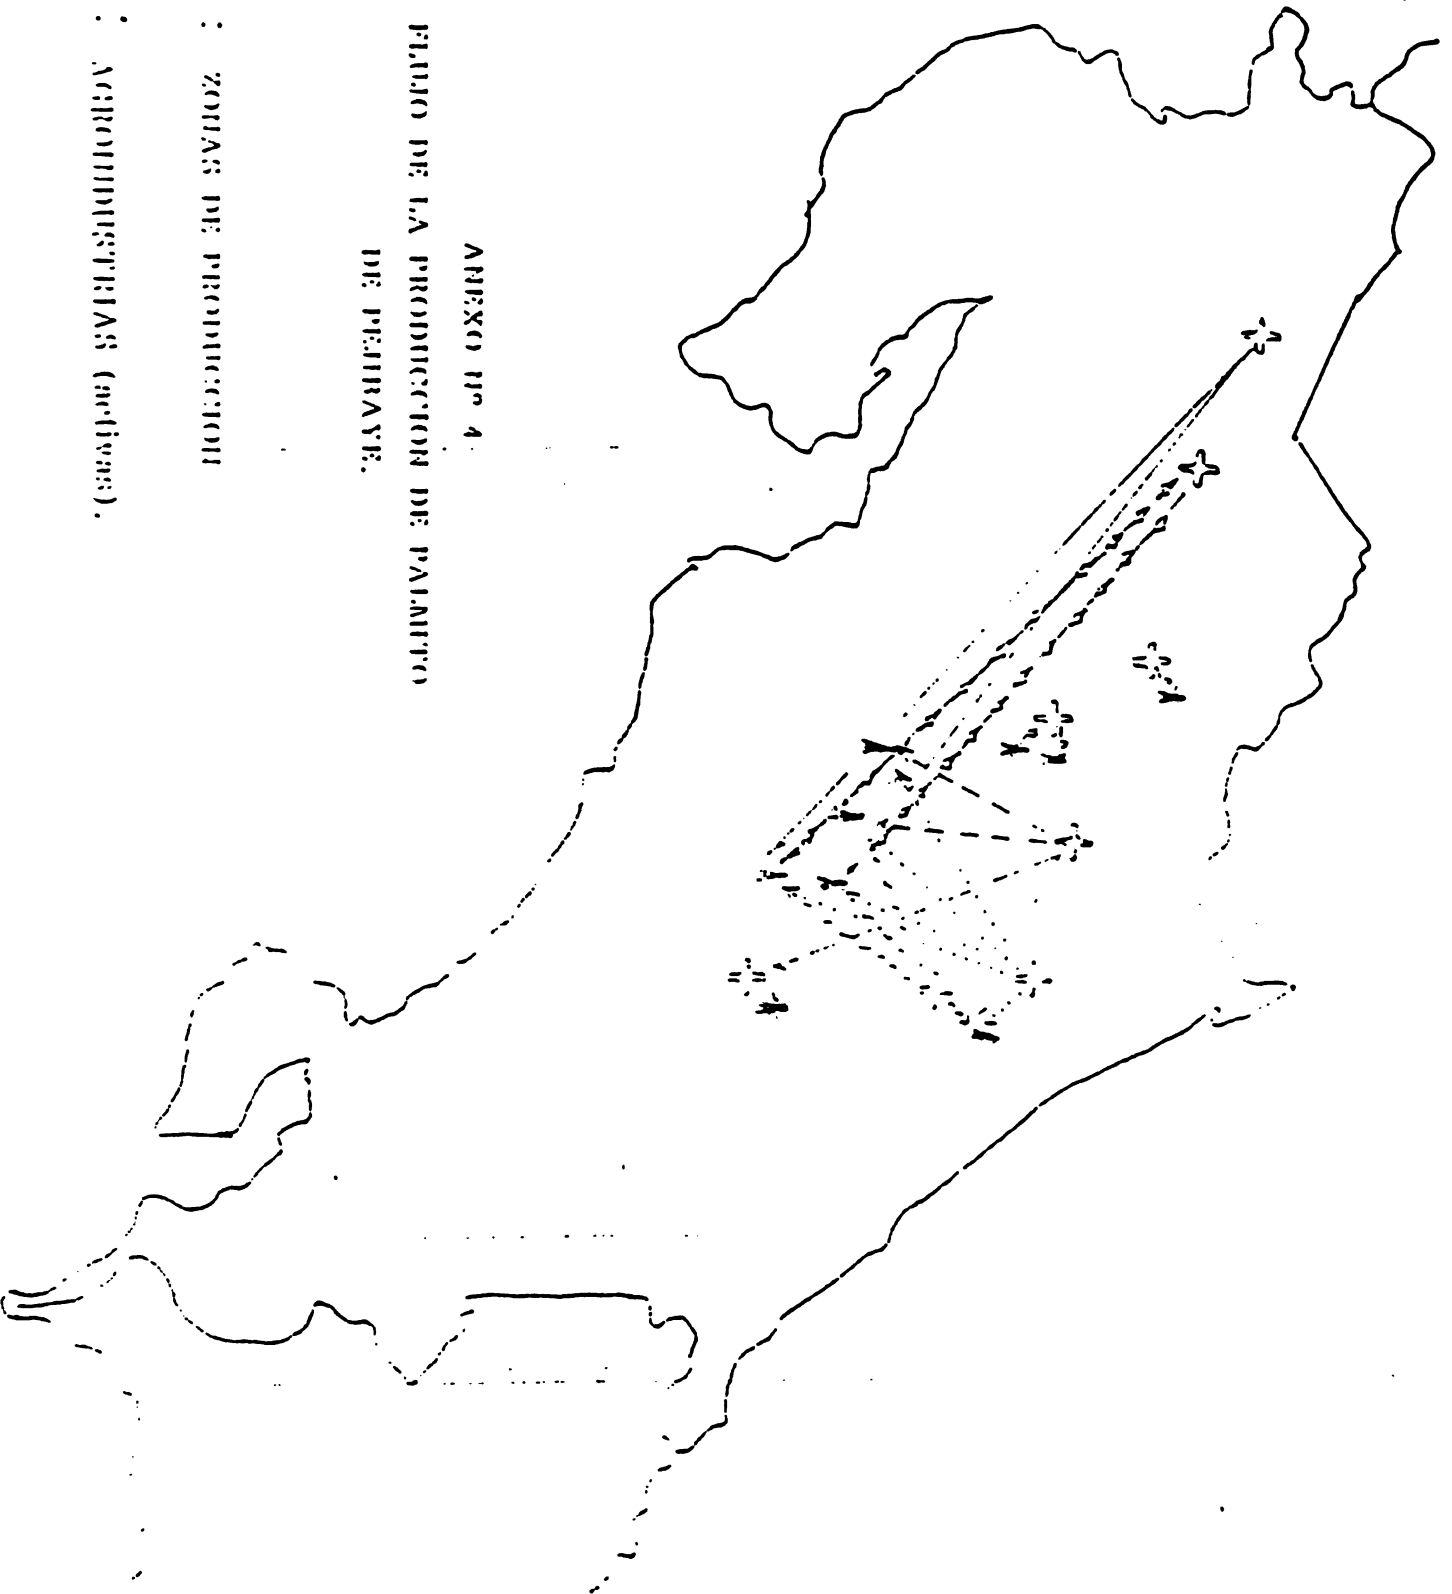 ANEXO Nº 4
FLUJO DE LA PRODUCCION DE PALMITO
DE PEJIBAYE.
: ZONAS DE PRODUCCION
: AGROINDUSTRIAS (activas).